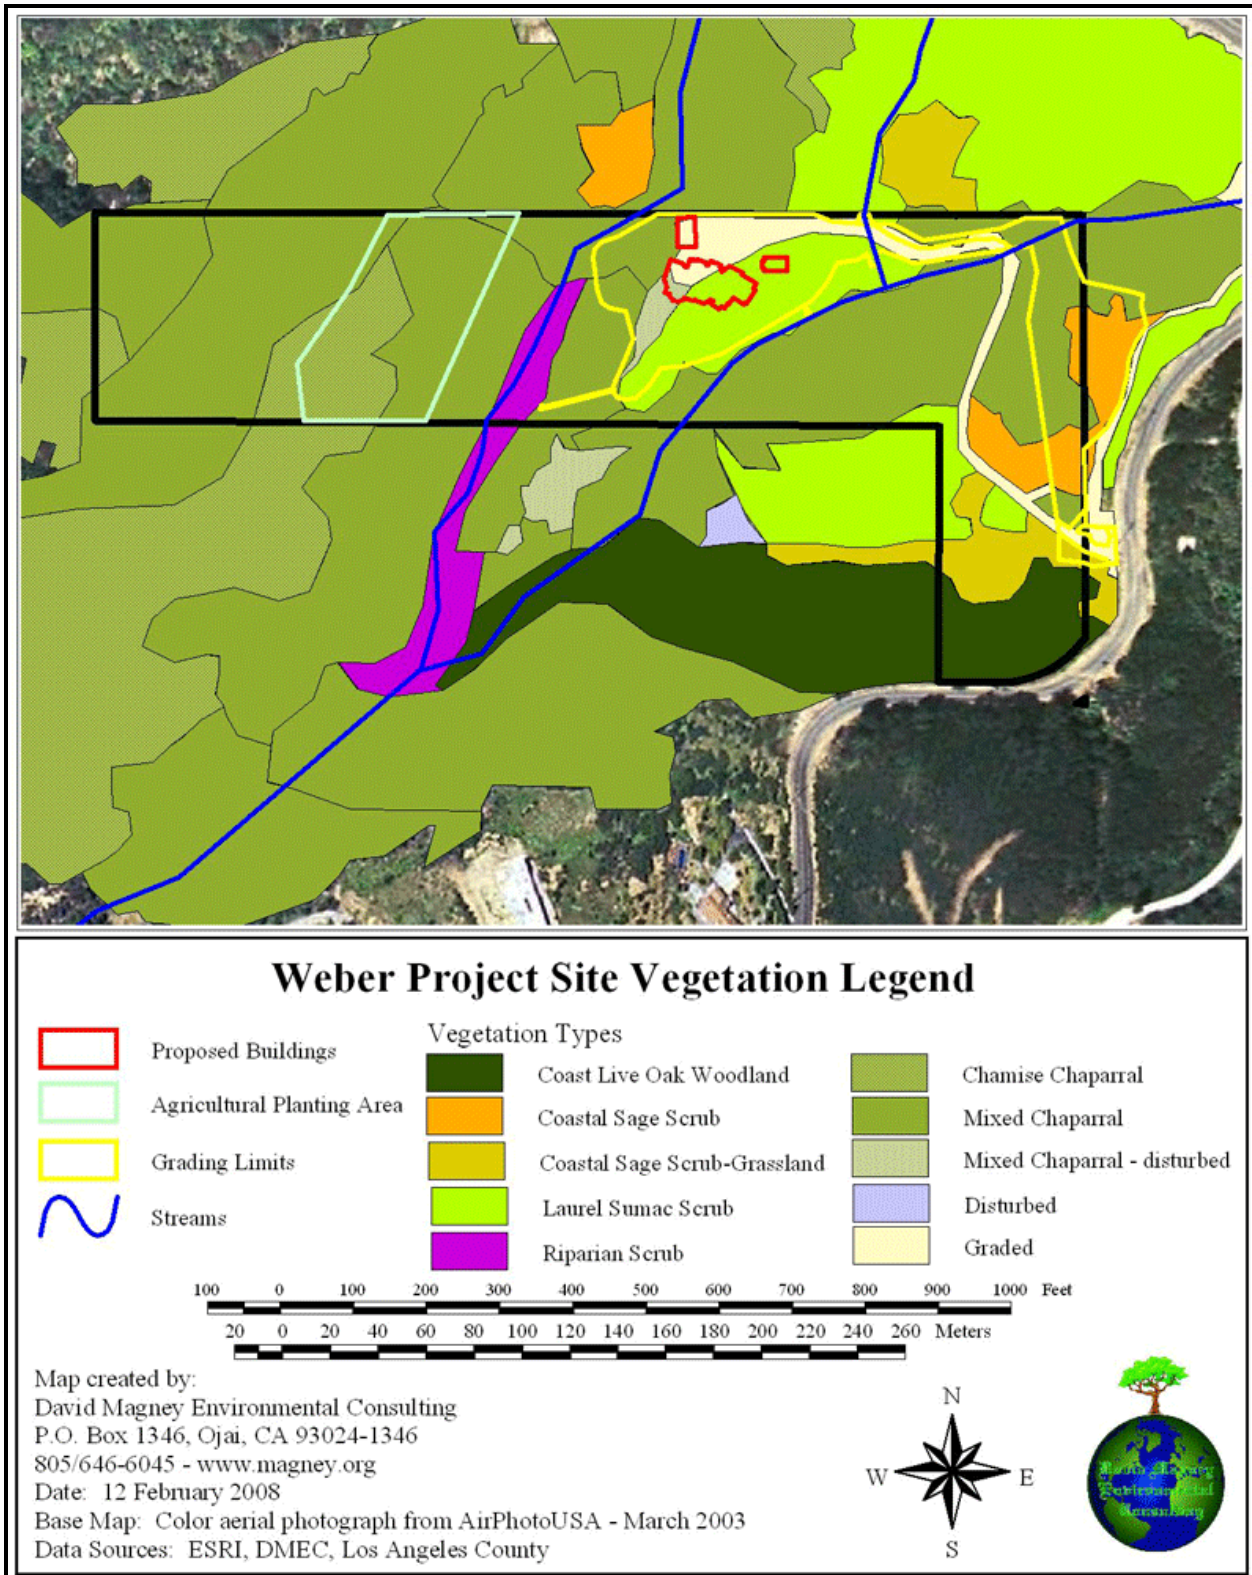 Weber Project Site Vegetation Legend
Proposed Buildings
Agricultural Planting Area
Grading Limits
Streams
Vegetation Types
Coast Live Oak Woodland
Coastal Sage Scrub
Coastal Sage Scrub-Grassland
Laurel Sumac Scrub
Riparian Scrub
Chamise Chaparral
Mixed Chaparral
Mixed Chaparral - disturbed
Disturbed
Graded
100 0 100 200 300 400 500 600 700 800 900 1000 Feet
20 0 20 40 60 80 100 120 140 160 180 200 220 240 260 Meters
Map created by:
David Magney Environmental Consulting
P.O. Box 1346, Ojai, CA 93024-1346
805/646-6045 - www.magney.org
Date: 12 February 2008
Base Map: Color aerial photograph from AirPhotoUSA - March 2003
Data Sources: ESRI, DMEC, Los Angeles County
N
W E
S
David Magney
Environmental
Consulting